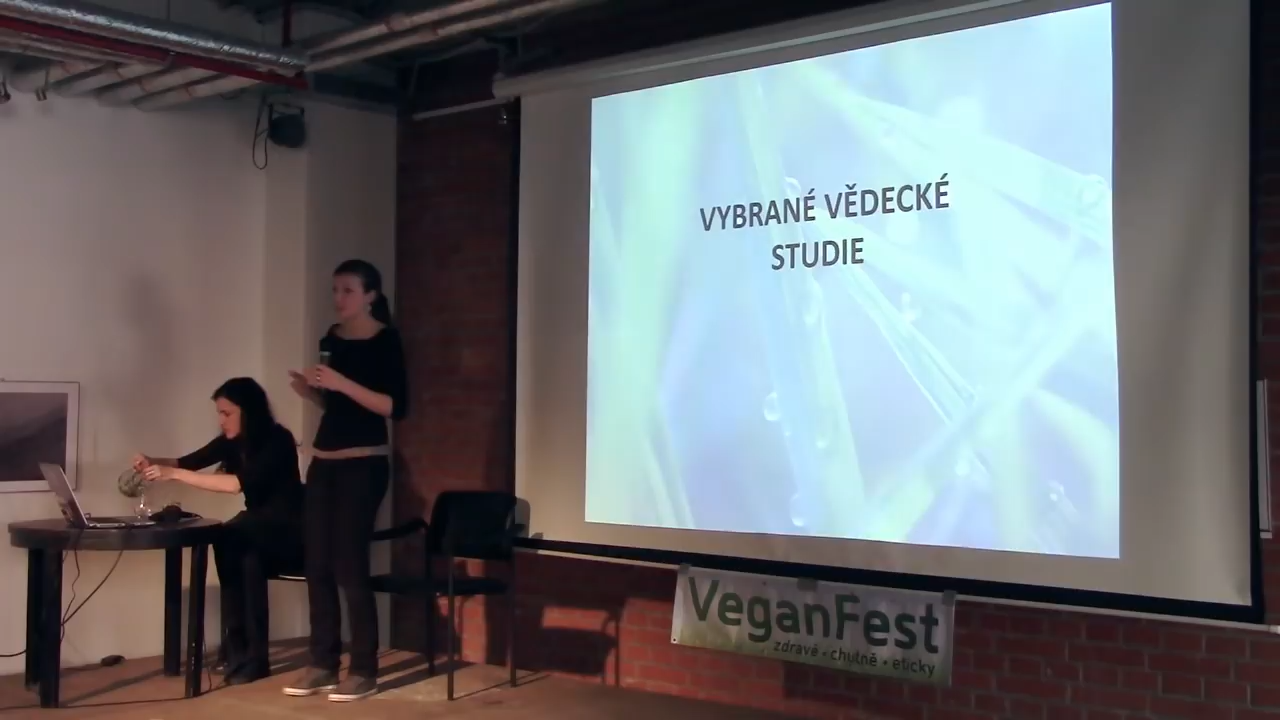 VYBRANÉ VĚDECKÉ
STUDIE
VeganFest
zdravě • chutně • eticky